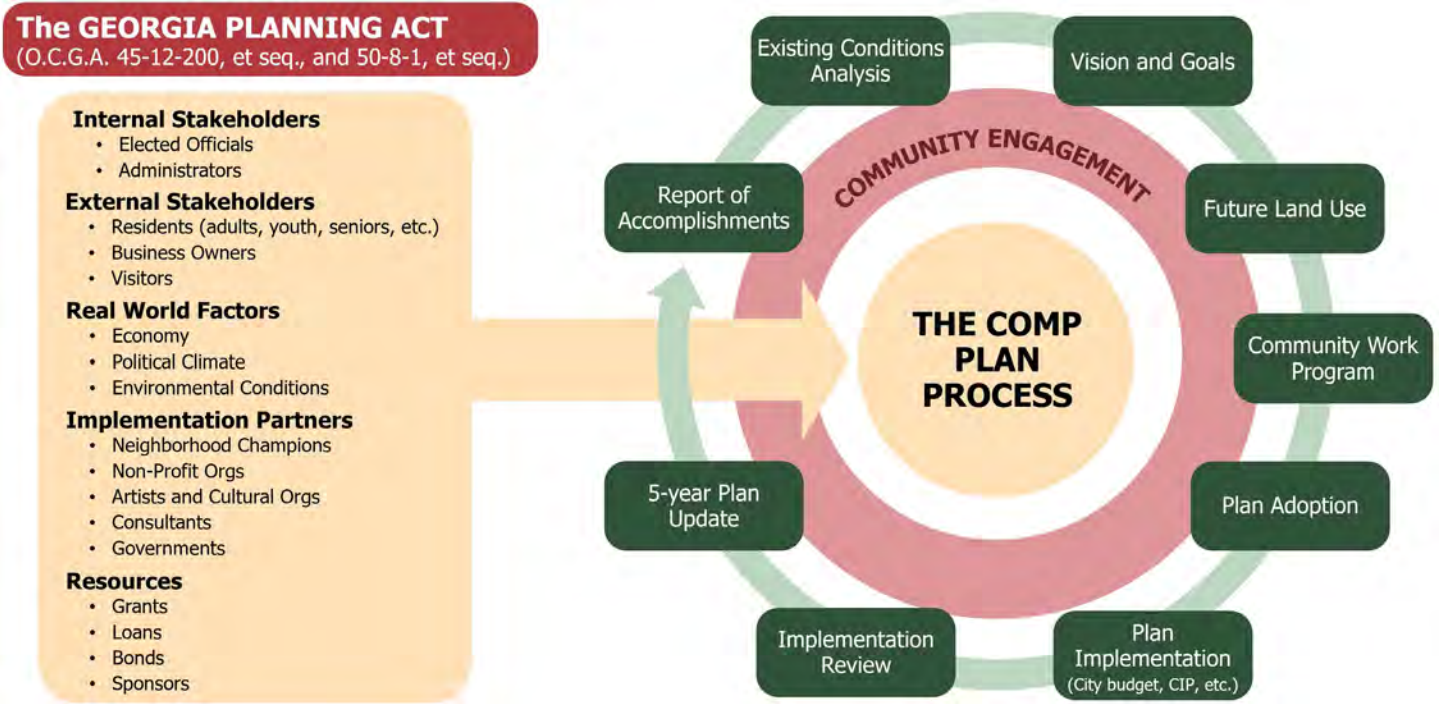 The GEORGIA PLANNING ACT
(O.C.G.A. 45-12-200, et seq., and 50-8-1, et seq.)
Internal Stakeholders
• Elected Officials
• Administrators
External Stakeholders
• Residents (adults, youth, seniors, etc.)
• Business Owners
• Visitors
Real World Factors
• Economy
• Political Climate
• Environmental Conditions
Implementation Partners
• Neighborhood Champions
• Non-Profit Orgs
• Artists and Cultural Orgs
• Consultants
• Governments
Resources
• Grants
• Loans
• Bonds
• Sponsors
THE COMP
PLAN
PROCESS
COMMUNITY ENGAGEMENT
Report of
Accomplishments
Existing Conditions
Analysis
Vision and Goals
Future Land Use
Community Work
Program
Plan Adoption
Plan
Implementation
(City budget, CIP, etc.)
Implementation
Review
5-year Plan
Update